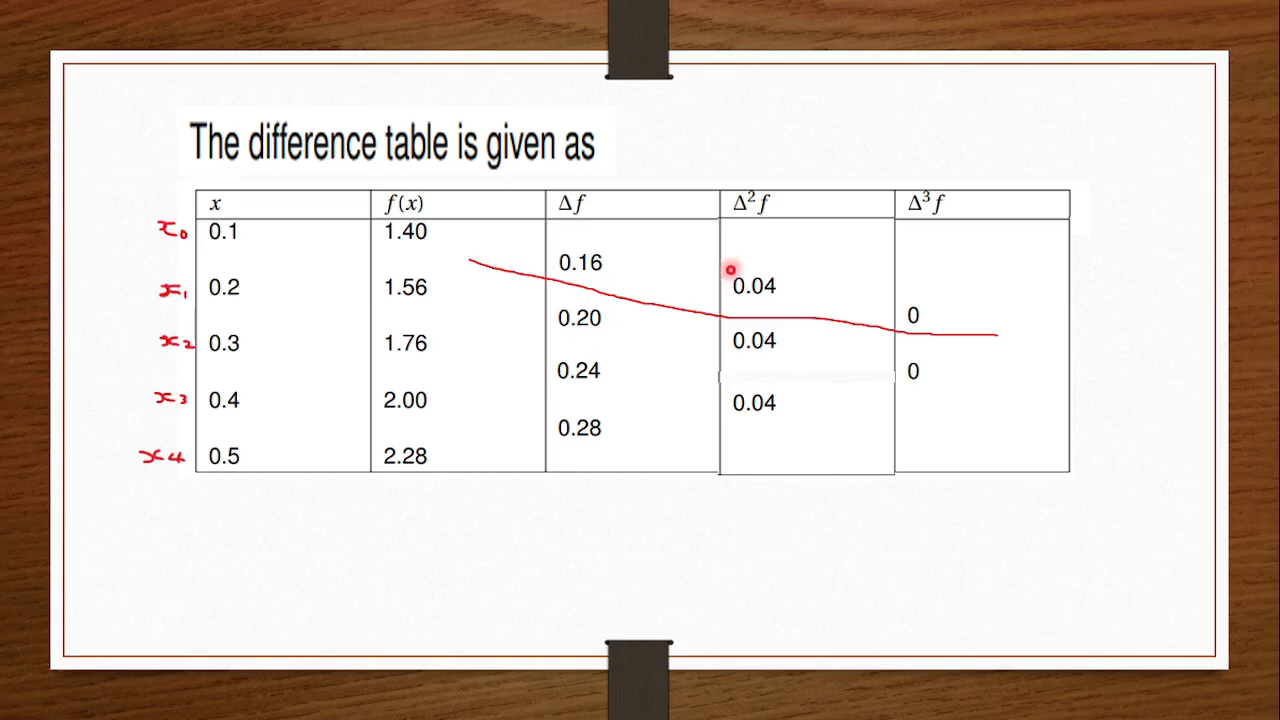 The difference table is given as
x f(x) Δf Δ²f Δ³f
x₀ 0.1 1.40
0.16
x₁ 0.2 1.56 0.04
0.20 0
x₂ 0.3 1.76 0.04
0.24 0
x₃ 0.4 2.00 0.04
0.28
x₄ 0.5 2.28